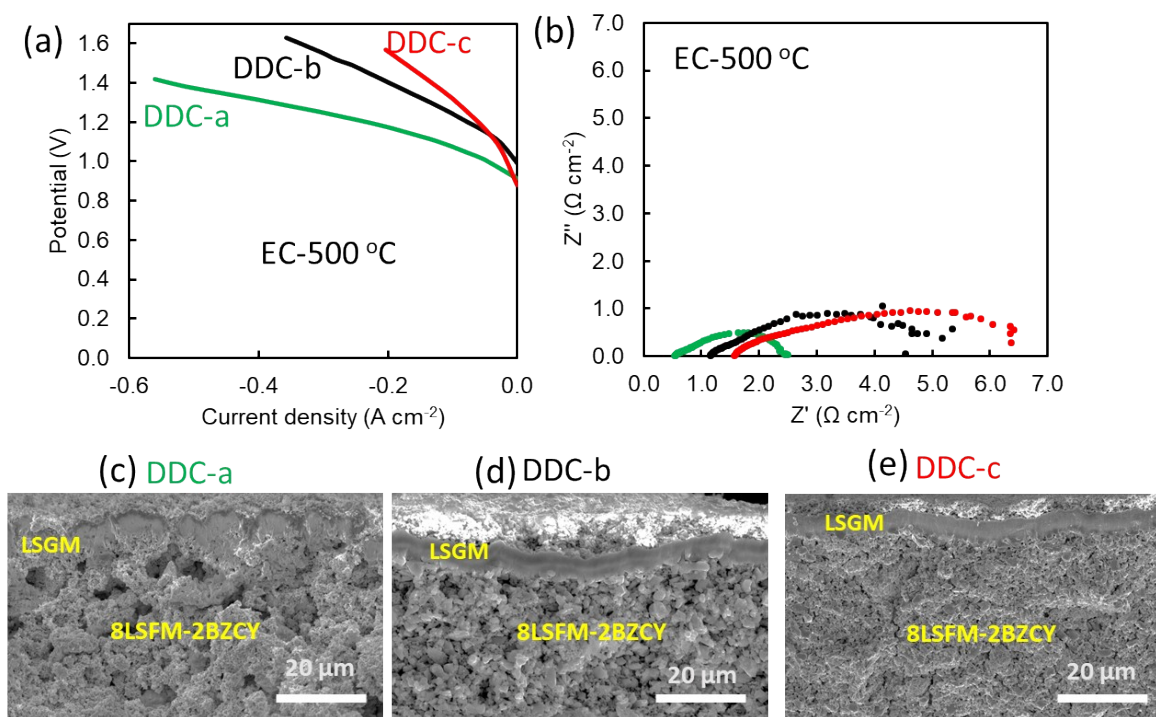 (a)
1.6
1.4
1.2
1.0
0.8
0.6
0.4
0.2
0.0
Potential (V)
DDC-a
DDC-b
DDC-c
EC-500 °C
-0.6
-0.4
-0.2
0.0
Current density (A cm⁻²)
(b)
7.0
6.0
5.0
4.0
3.0
2.0
1.0
0.0
Z'' (Ω cm⁻²)
EC-500 °C
0.0 1.0 2.0 3.0 4.0 5.0 6.0 7.0
Z' (Ω cm⁻²)
(c) DDC-a
LSGM
8LSFM-2BZCY
20 μm
(d) DDC-b
LSGM
8LSFM-2BZCY
20 μm
(e) DDC-c
LSGM
8LSFM-2BZCY
20 μm